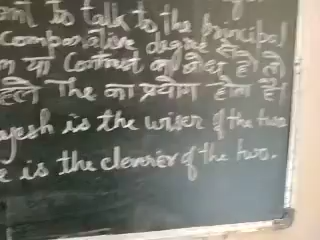 to talk to the principal
comparative degree से
या Contrast का बोध हो तो
पहले The का प्रयोग होता है।
is the wiser of the two
is the cleverer of the two.